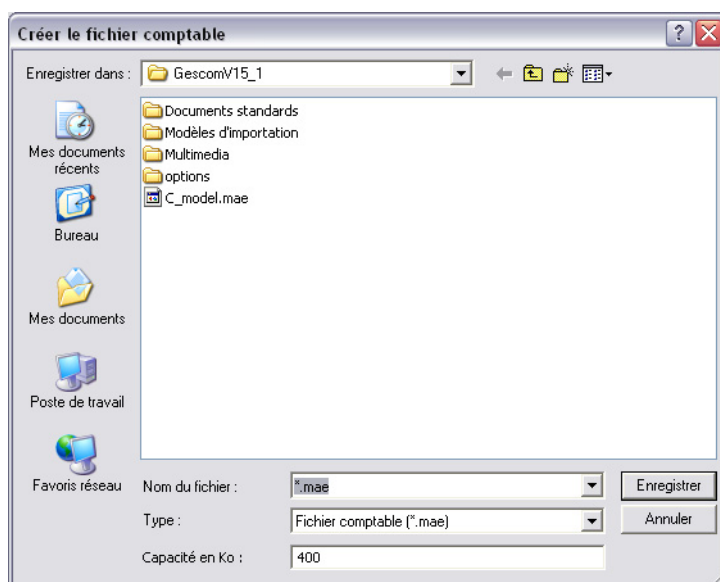 Créer le fichier comptable
Enregistrer dans :
GescomV15_1
Mes documents
récents
Bureau
Mes documents
Poste de travail
Favoris réseau
Documents standards
Modèles d'importation
Multimedia
options
C_model.mae
Nom du fichier :
*.mae
Enregistrer
Type :
Fichier comptable (*.mae)
Annuler
Capacité en Ko :
400